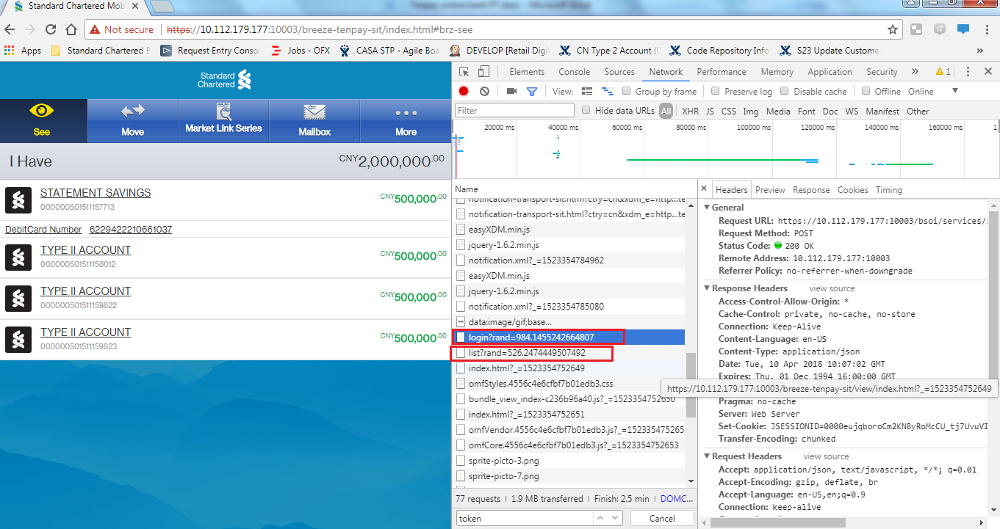 Standard Chartered Mob
Not secure https://10.112.179.177:10003/breeze-tenpay-sit/index.html#brz-see
Apps Standard Chartered B Request Entry Conso Jobs - OFX CASA STP - Agile Boa DEVELOP [Retail Digi CN Type 2 Account (C Code Repository Info S23 Update Custome »
Standard
Chartered
See Move Market Link Series Mailbox More
I Have CNY2,000,000.00
STATEMENT SAVINGS CNY500,000.00
000000501511157713
DebitCard Number 6229422210661037
TYPE II ACCOUNT CNY500,000.00
000000501511158012
TYPE II ACCOUNT CNY500,000.00
000000501511159822
TYPE II ACCOUNT CNY500,000.00
000000501511159823
Elements Console Sources Network Performance Memory Application Security » 1
View: Group by frame Preserve log Disable cache Offline Online
Filter Hide data URLs All XHR JS CSS Img Media Font Doc WS Manifest Other
20000 ms 40000 ms 60000 ms 80000 ms 100000 ms 120000 ms 140000 ms 160000 ms 1
Name
notification-transport-sit.html?ctry=cn&xdm_e=http...te
notification-transport-sit.html?ctry=cn&xdm_e=http...te
easyXDM.min.js
jquery-1.6.2.min.js
notification.xml?_=1523354784962
easyXDM.min.js
jquery-1.6.2.min.js
notification.xml?_=1523354785080
data:image/gif;base...
login?rand=984.1455242664807
list?rand=526.2474449507492
index.html?_=1523354752649
omfStyles.4556c4e6cfbf7b01edb3.css
bundle_view_index-c236b96a40.js?_=1523354752650
index.html?_=1523354752651
omfVendor.4556c4e6cfbf7b01edb3.js?_=152335475265
omfCore.4556c4e6cfbf7b01edb3.js?_=1523354752653
sprite-picto-3.png
sprite-picto-7.png
77 requests | 1.9 MB transferred | Finish: 2.5 min | DOMC...
token Cancel
Headers Preview Response Cookies Timing
General
Request URL: https://10.112.179.177:10003/bsoi/services/
Request Method: POST
Status Code: 200 OK
Remote Address: 10.112.179.177:10003
Referrer Policy: no-referrer-when-downgrade
Response Headers view source
Access-Control-Allow-Origin: *
Cache-Control: private, no-cache, no-store
Connection: Keep-Alive
Content-Language: en-US
Content-Type: application/json
Date: Tue, 10 Apr 2018 10:07:02 GMT
Expires: Thu, 01 Dec 1994 16:00:00 GMT
https://10.112.179.177:10003/breeze-tenpay-sit/view/index.html?_=1523354752649
Pragma: no-cache
Server: Web Server
Set-Cookie: JSESSIONID=0000eujqboroCm2KN8yRoMcCU_tj7UvuVI
Transfer-Encoding: chunked
Request Headers view source
Accept: application/json, text/javascript, */*; q=0.01
Accept-Encoding: gzip, deflate, br
Accept-Language: en-US,en;q=0.9
Connection: keep-alive